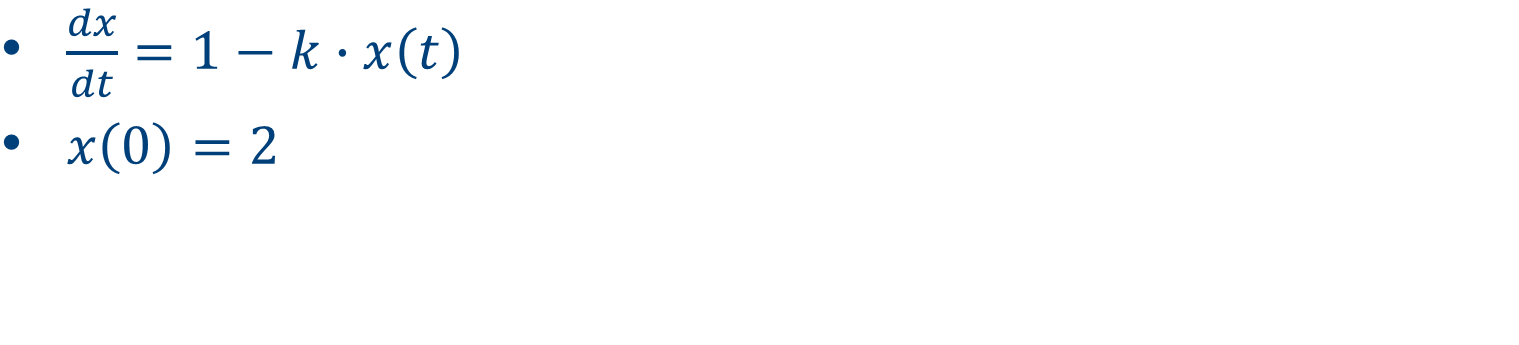 • dx/dt = 1 − k · x(t)
• x(0) = 2